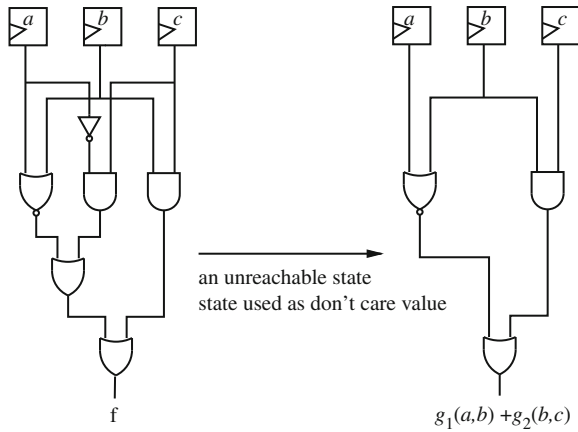 a b c
a b c
an unreachable state
state used as don't care value
f
g1(a,b) +g2(b,c)